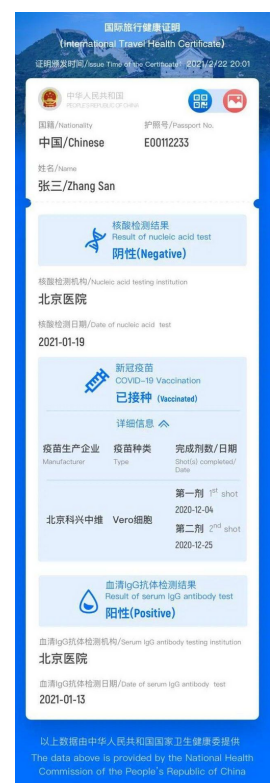 国际旅行健康证明
(International Travel Health Certificate)
证明颁发时间/Issue Time of the Certificate: 2021/2/22 20:01
中华人民共和国
PEOPLE'S REPUBLIC OF CHINA
国籍/Nationality 护照号/Passport No.
中国/Chinese E00112233
姓名/Name
张三/Zhang San
核酸检测结果
Result of nucleic acid test
阴性(Negative)
核酸检测机构/Nucleic acid testing institution
北京医院
核酸检测日期/Date of nucleic acid test
2021-01-19
新冠疫苗
COVID-19 Vaccination
已接种 (Vaccinated)
详细信息
疫苗生产企业 疫苗种类 完成剂数/日期
Manufacturer Type Shot(s) completed/
Date
第一剂 1st shot
2020-12-04
北京科兴中维 Vero细胞
第二剂 2nd shot
2020-12-25
血清IgG抗体检测结果
Result of serum IgG antibody test
阳性(Positive)
血清IgG抗体检测机构/Serum IgG antibody testing institution
北京医院
血清IgG抗体检测日期/Date of serum IgG antibody test
2021-01-13
以上数据由中华人民共和国国家卫生健康委提供
The data above is provided by the National Health
Commission of the People's Republic of China